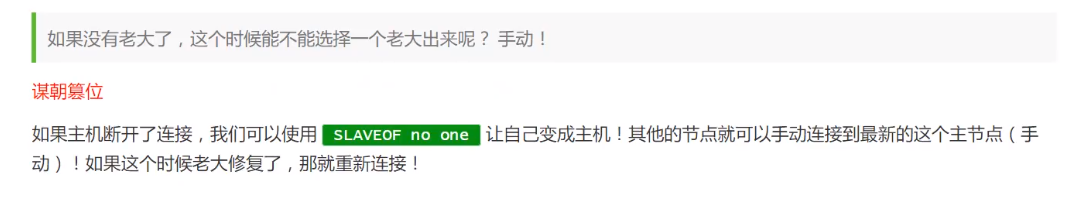 如果没有老大了，这个时候能不能选择一个老大出来呢？ 手动！
谋朝篡位
如果主机断开了连接，我们可以使用 SLAVEOF no one 让自己变成主机！其他的节点就可以手动连接到最新的这个主节点（手
动）！如果这个时候老大修复了，那就重新连接！